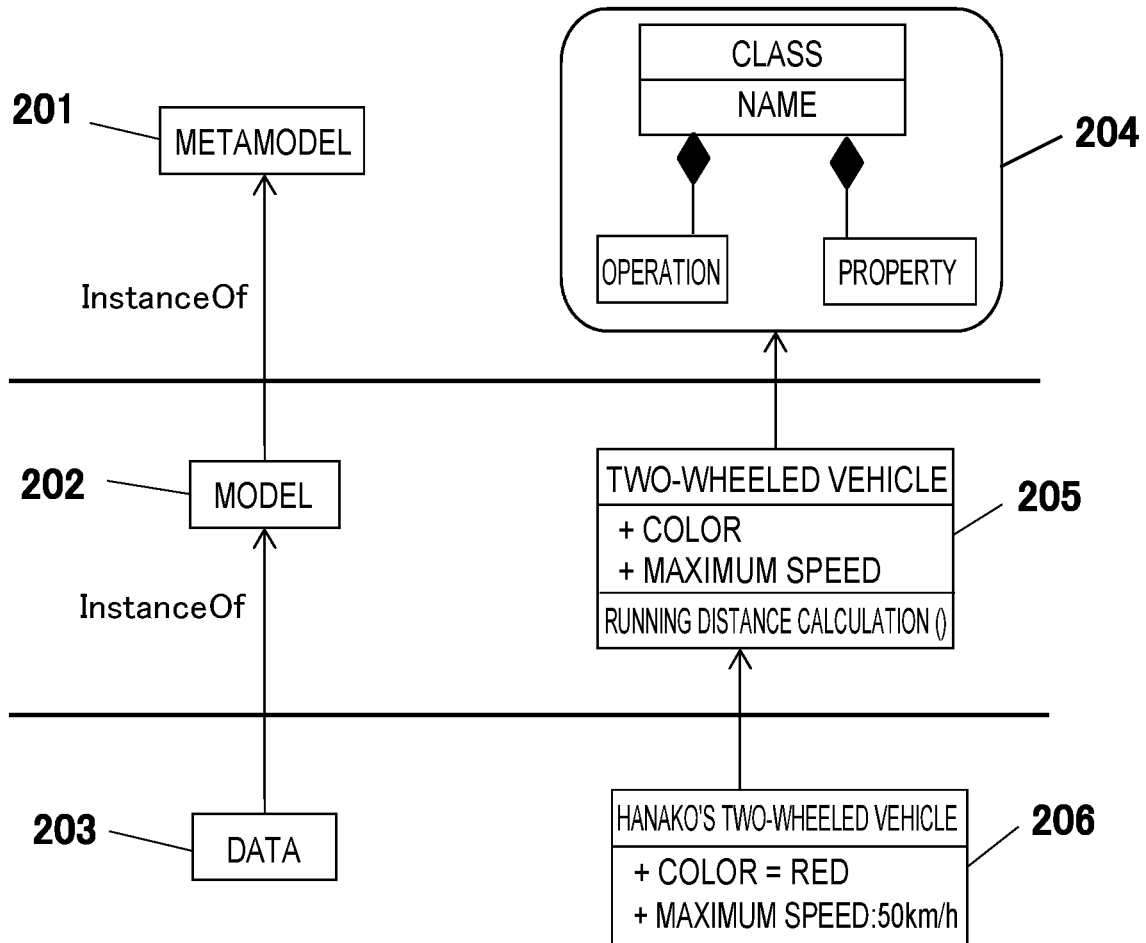 CLASS
NAME
201
METAMODEL
204
OPERATION
PROPERTY
InstanceOf
202
MODEL
TWO-WHEELED VEHICLE
205
+ COLOR
+ MAXIMUM SPEED
InstanceOf
RUNNING DISTANCE CALCULATION ()
203
DATA
HANAKO'S TWO-WHEELED VEHICLE
206
+ COLOR = RED
+ MAXIMUM SPEED:50km/h